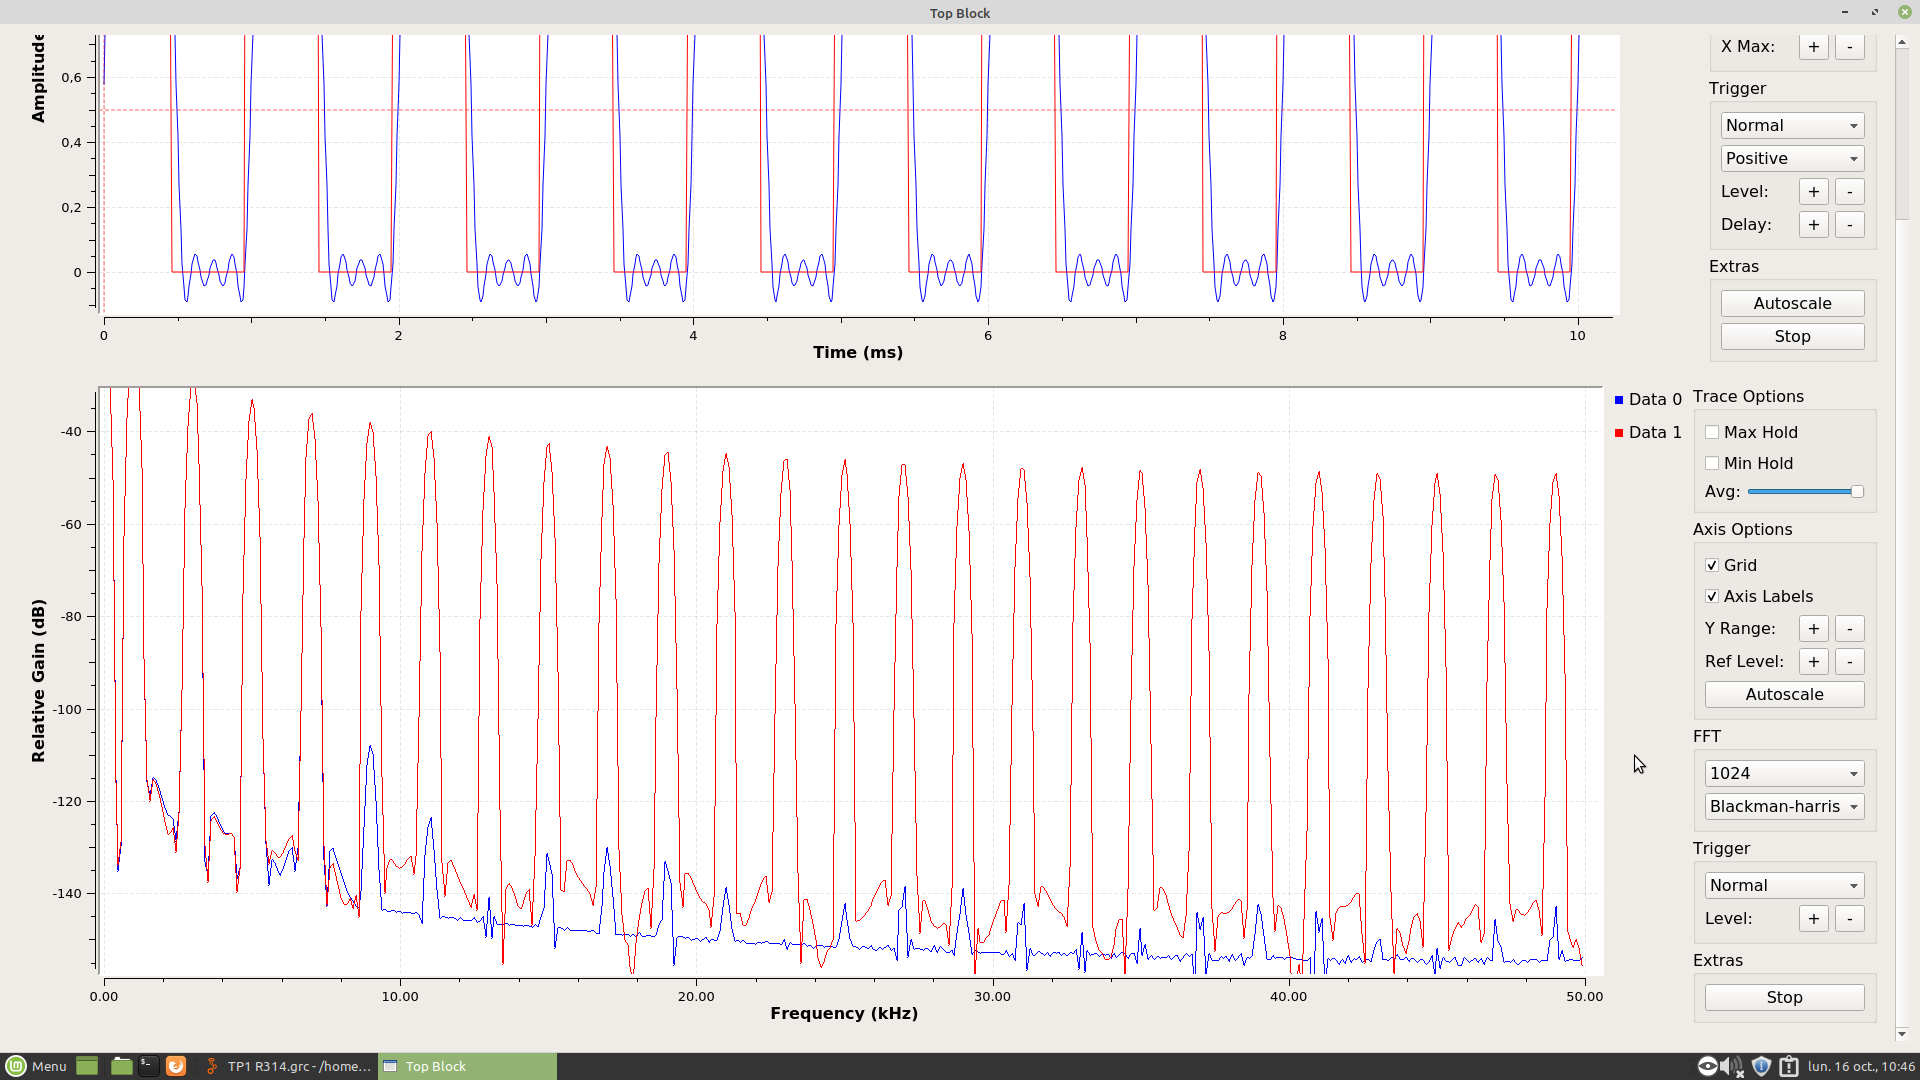 Top Block
Amplitude
0,6
0,4
0,2
0
0
2
4
6
8
10
Time (ms)
X Max:
+
-
Trigger
Normal
Positive
Level:
+
-
Delay:
+
-
Extras
Autoscale
Stop
Relative Gain (dB)
-40
-60
-80
-100
-120
-140
0.00
10.00
20.00
30.00
40.00
50.00
Frequency (kHz)
Data 0
Data 1
Trace Options
Max Hold
Min Hold
Avg:
Axis Options
Grid
Axis Labels
Y Range:
+
-
Ref Level:
+
-
Autoscale
FFT
1024
Blackman-harris
Trigger
Normal
Level:
+
-
Extras
Stop
Menu
TP1 R314.grc - /home...
Top Block
lun. 16 oct., 10:46